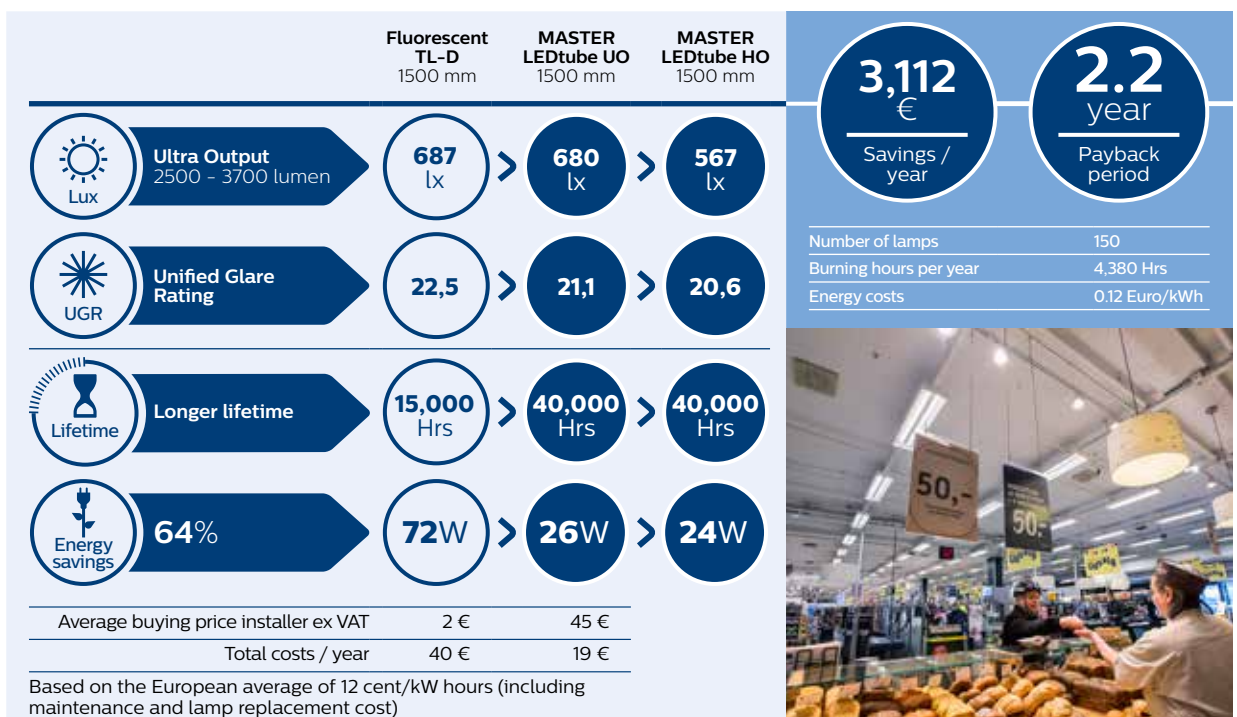 Fluorescent
TL-D
1500 mm
MASTER
LEDtube UO
1500 mm
MASTER
LEDtube HO
1500 mm
Lux
Ultra Output
2500 - 3700 lumen
687
lx
680
lx
567
lx
UGR
Unified Glare
Rating
22,5
21,1
20,6
Lifetime
Longer lifetime
15,000
Hrs
40,000
Hrs
40,000
Hrs
Energy
savings
64%
72W
26W
24W
Average buying price installer ex VAT 2 € 45 €
Total costs / year 40 € 19 €
Based on the European average of 12 cent/kW hours (including
maintenance and lamp replacement cost)
3,112
€
Savings /
year
2.2
year
Payback
period
Number of lamps 150
Burning hours per year 4,380 Hrs
Energy costs 0.12 Euro/kWh
50,-
50,-